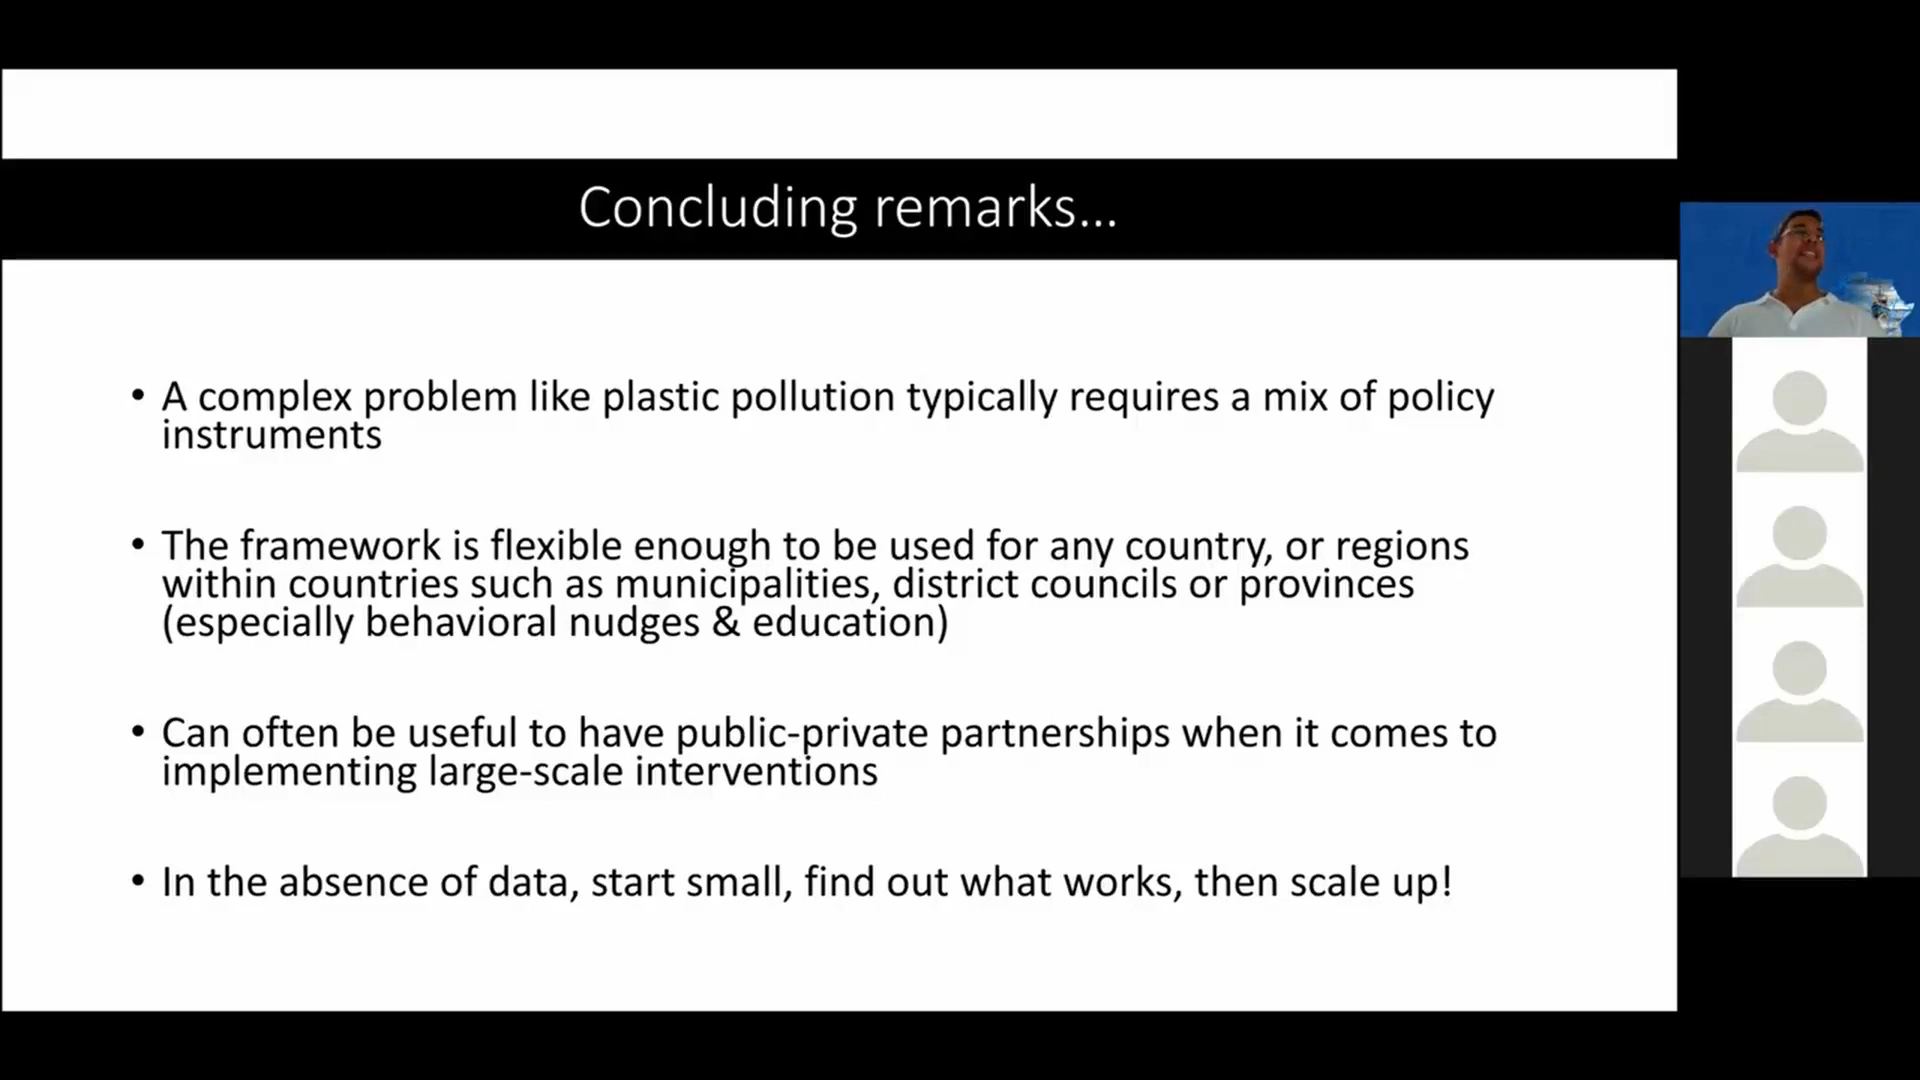 Concluding remarks...
• A complex problem like plastic pollution typically requires a mix of policy
instruments
• The framework is flexible enough to be used for any country, or regions
within countries such as municipalities, district councils or provinces
(especially behavioral nudges & education)
• Can often be useful to have public-private partnerships when it comes to
implementing large-scale interventions
• In the absence of data, start small, find out what works, then scale up!